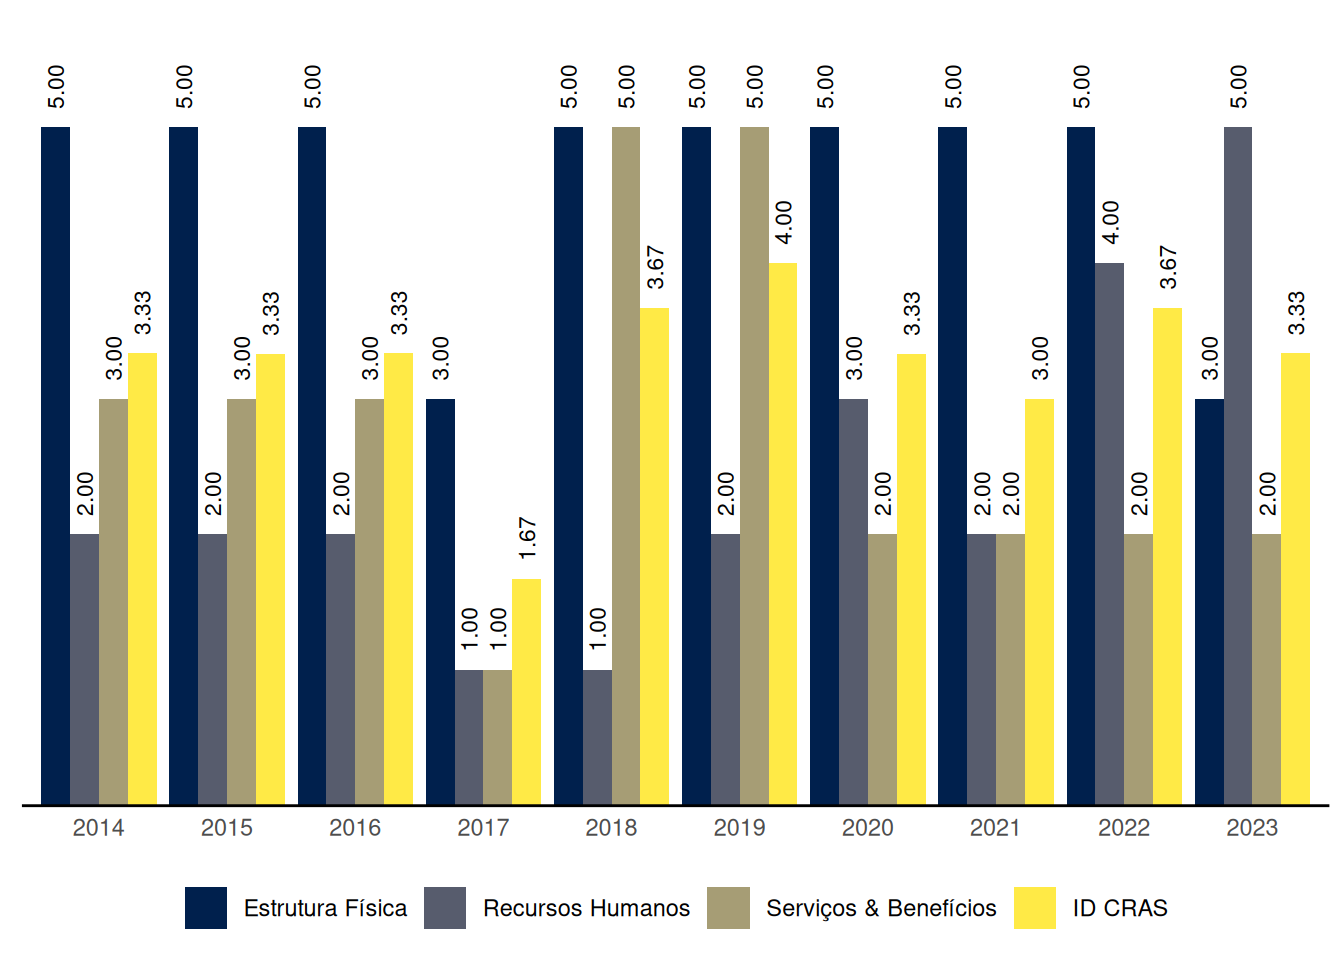 5.00 2.00 3.00 3.33 5.00 2.00 3.00 3.33 5.00 2.00 3.00 3.33 3.00 1.00 1.00 1.67 5.00 1.00 5.00 3.67 5.00 2.00 5.00 4.00 5.00 3.00 2.00 3.33 5.00 2.00 2.00 3.00 5.00 4.00 2.00 3.67 3.00 5.00 2.00 3.33
2014 2015 2016 2017 2018 2019 2020 2021 2022 2023
Estrutura Física Recursos Humanos Serviços & Benefícios ID CRAS